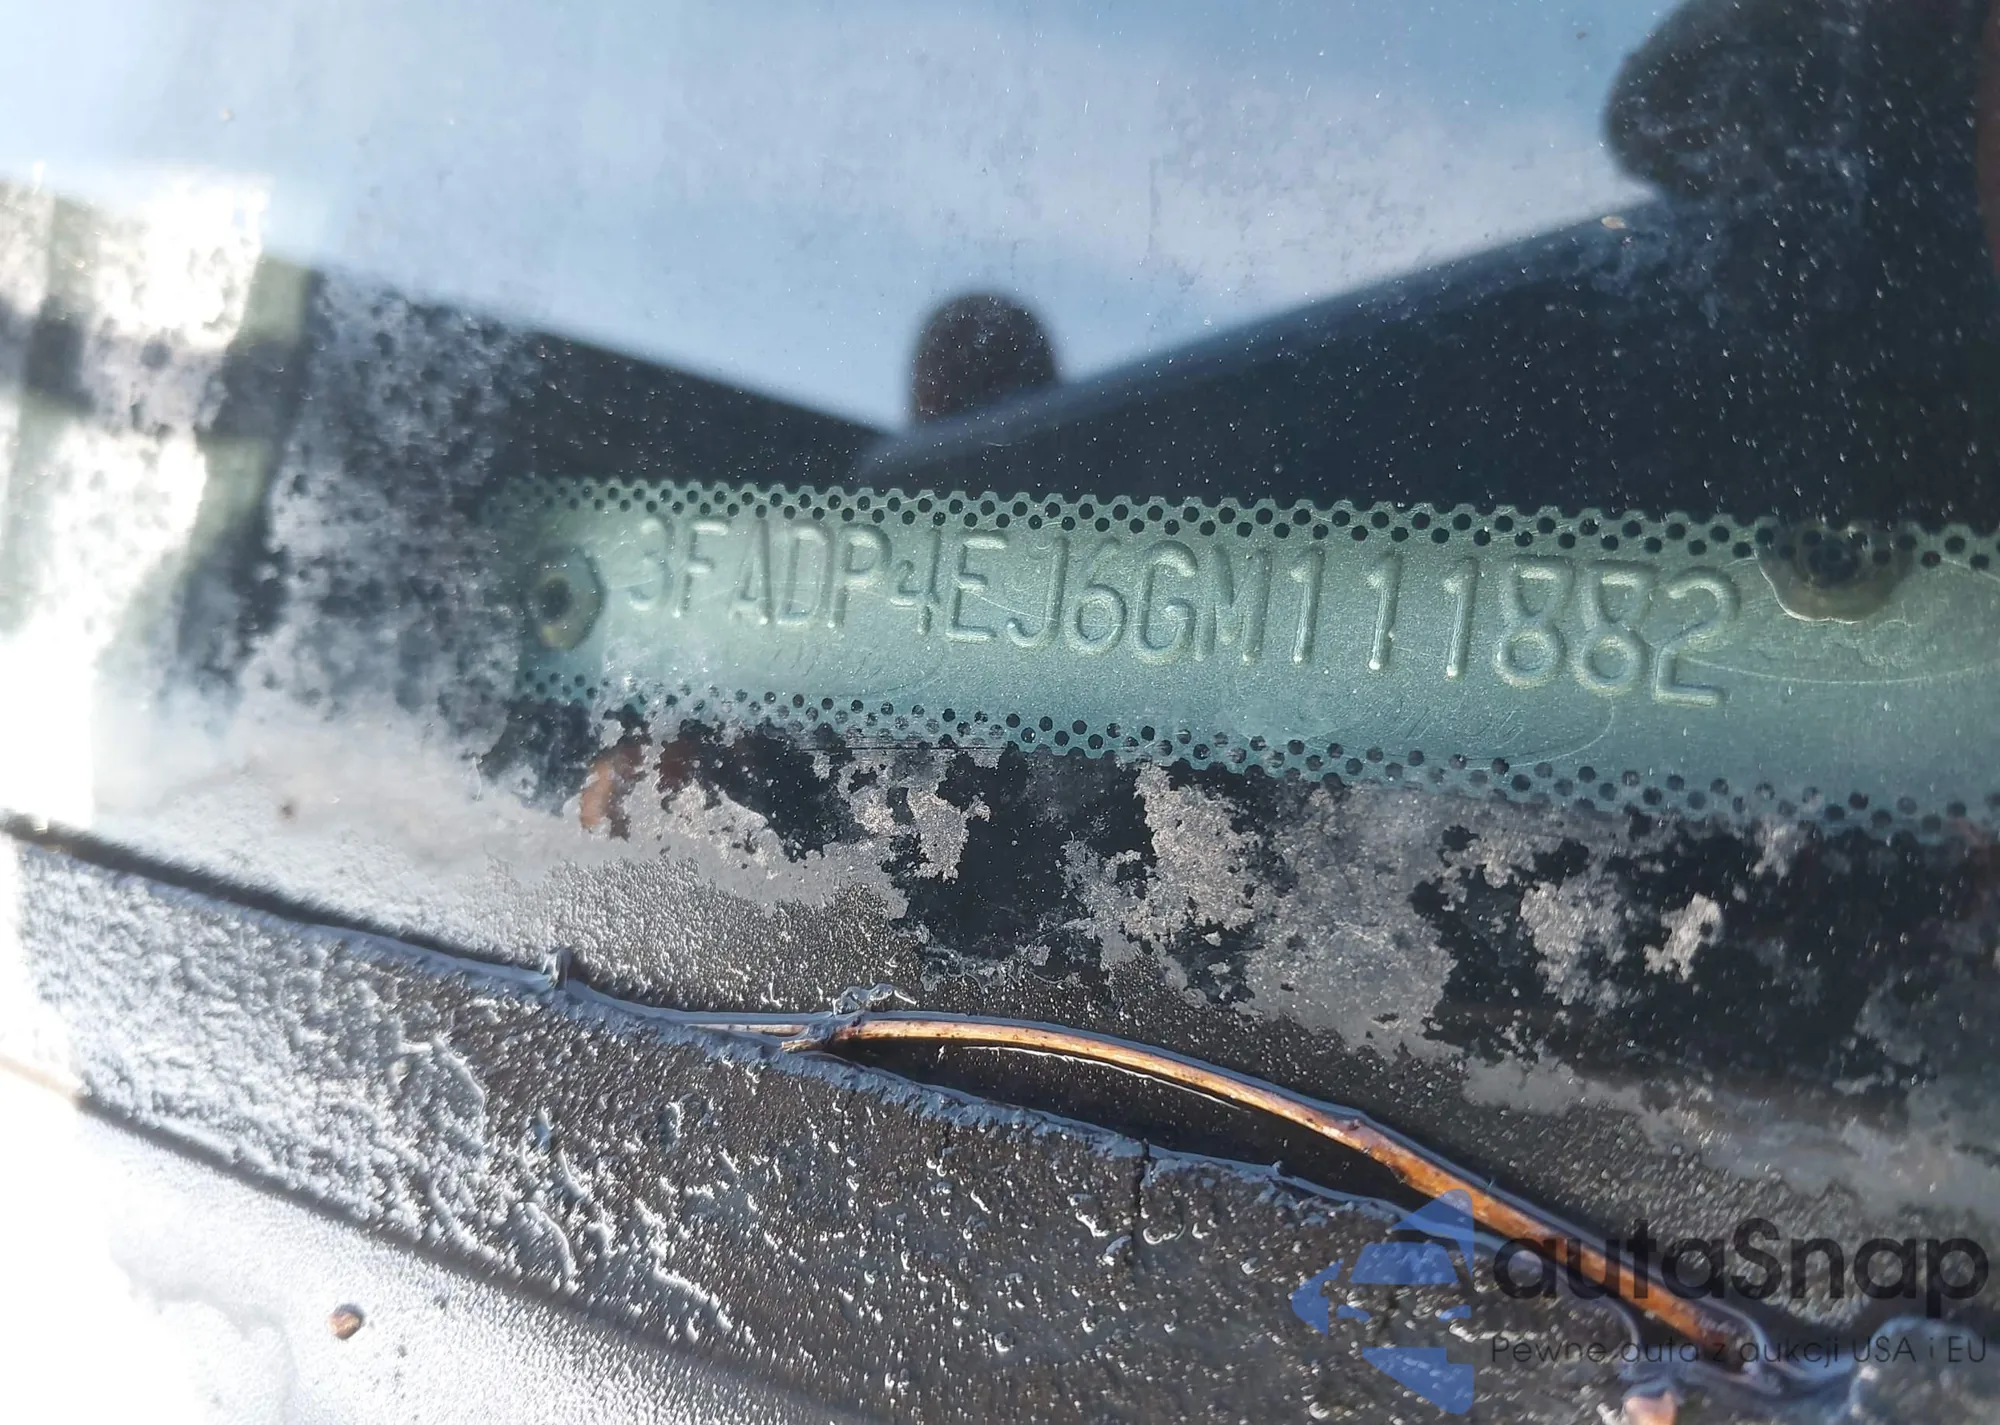 3FADP4EJ6GM111882
autaSnap
Pewne auta z aukcji USA i EU